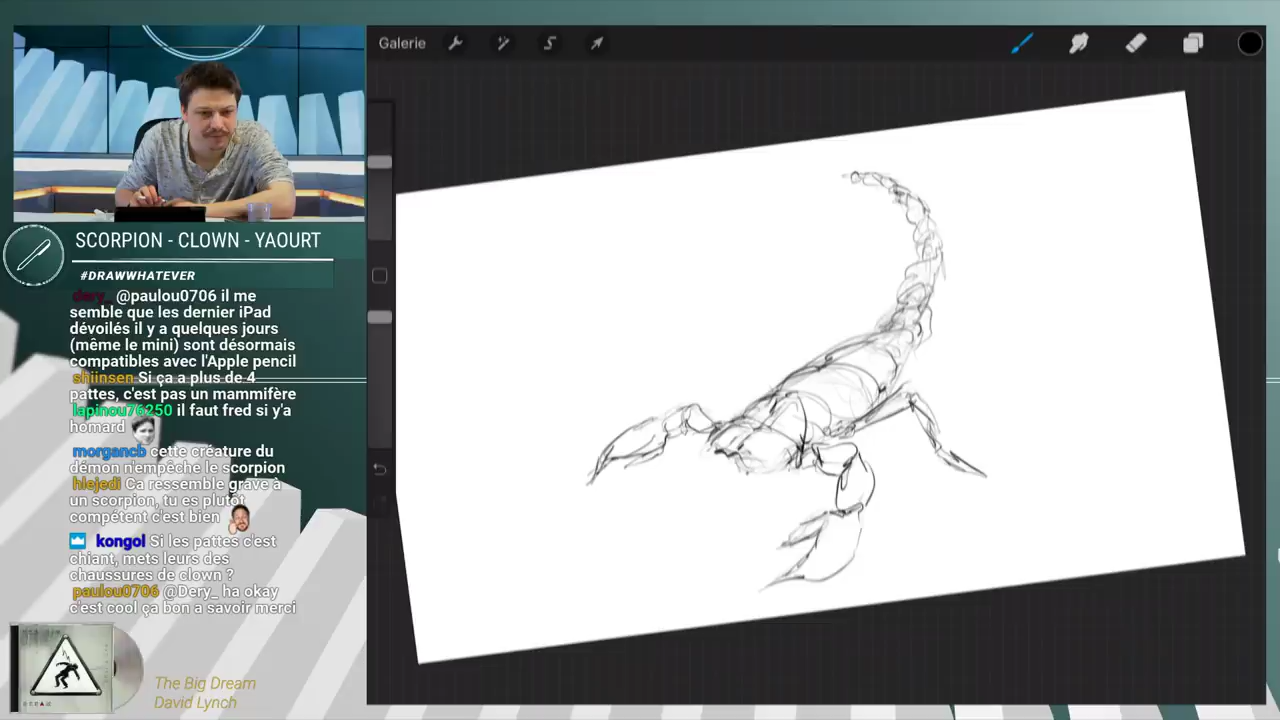 Galerie
SCORPION - CLOWN - YAOURT
#DRAWWHATEVER
dery_ @paulou0706 il me
semble que les dernier iPad
dévoilés il y a quelques jours
(même le mini) sont désormais
compatibles avec l'Apple pencil
shiinsen Si ça a plus de 4
pattes, c'est pas un mammifère
lapinou76250 il faut fred si y'a
homard
morgancb cette créature du
démon n'empêche le scorpion
hlejedi Ca ressemble grave à
un scorpion, tu es plutôt
compétent c'est bien
kongol Si les pattes c'est
chiant, mets leurs des
chaussures de clown ?
paulou0706 @Dery_ ha okay
c'est cool ça bon a savoir merci
The Big Dream
David Lynch